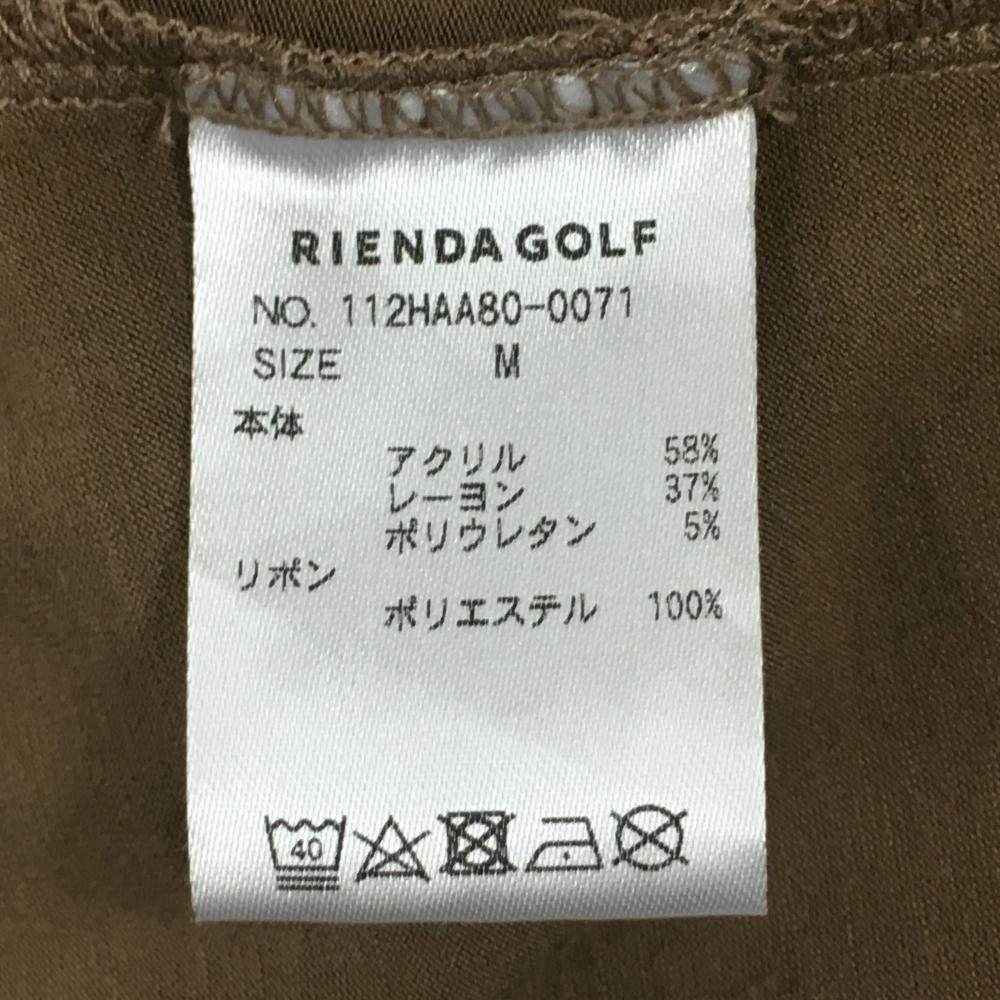 RIENDA GOLF
NO. 112HAA80-0071
SIZE M
本体
アクリル 58%
レーヨン 37%
ポリウレタン 5%
リボン
ポリエステル 100%
40